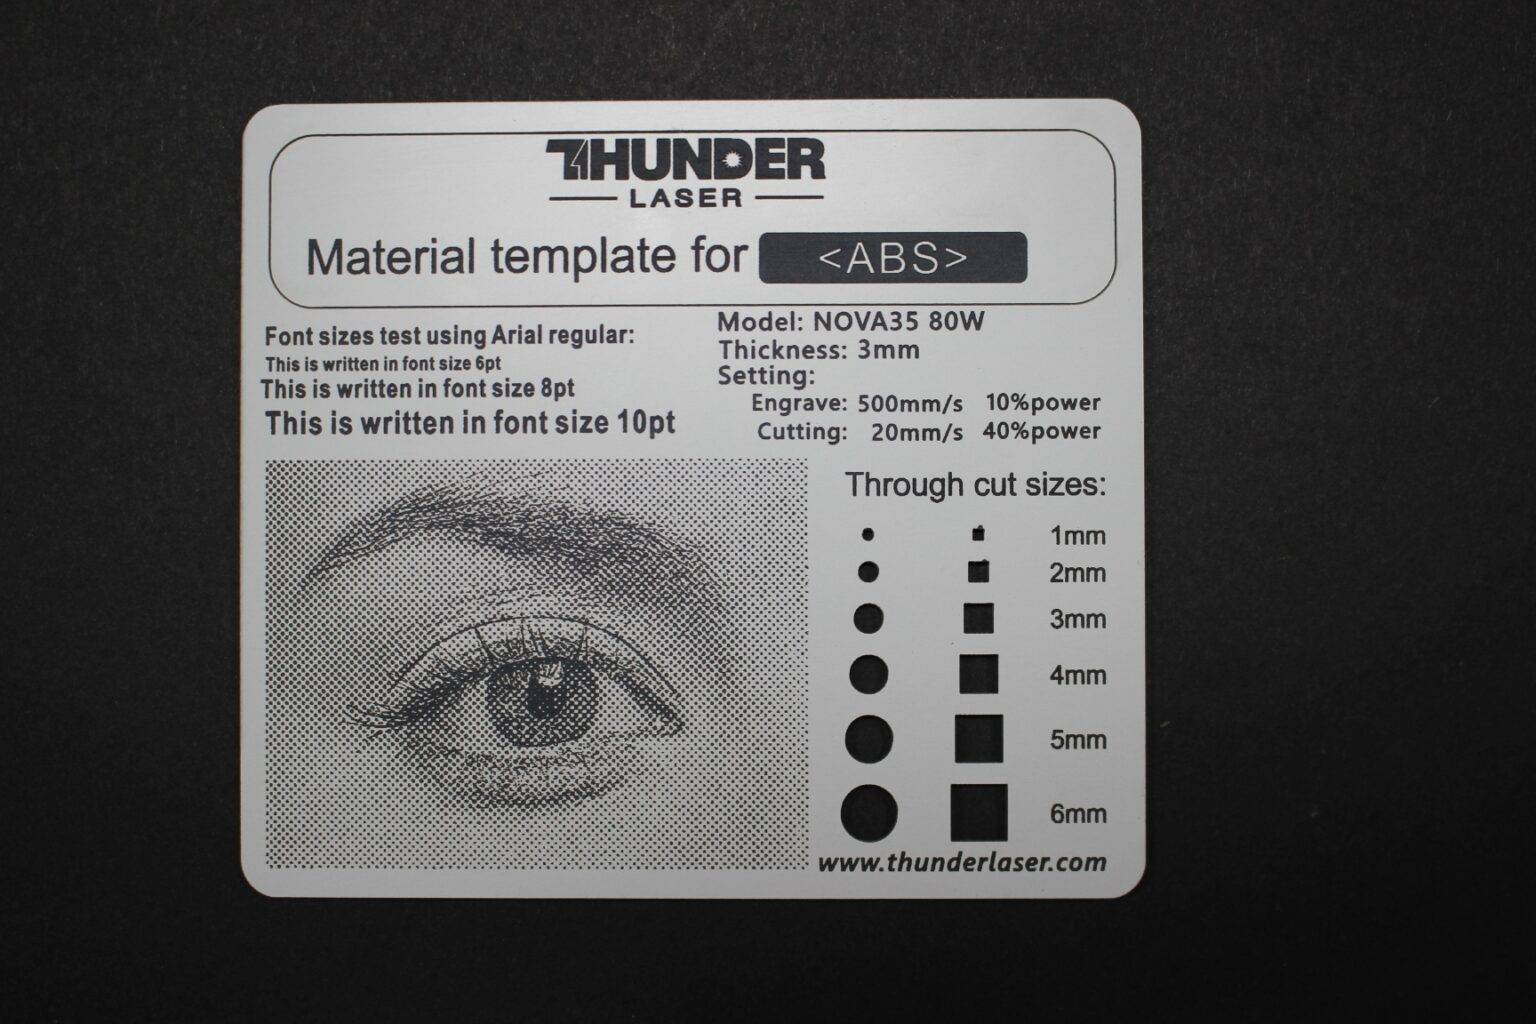 THUNDER
LASER
Material template for <ABS>
Font sizes test using Arial regular:
This is written in font size 6pt
This is written in font size 8pt
This is written in font size 10pt
Model: NOVA35 80W
Thickness: 3mm
Setting:
Engrave: 500mm/s 10%power
Cutting: 20mm/s 40%power
Through cut sizes:
1mm
2mm
3mm
4mm
5mm
6mm
www.thunderlaser.com